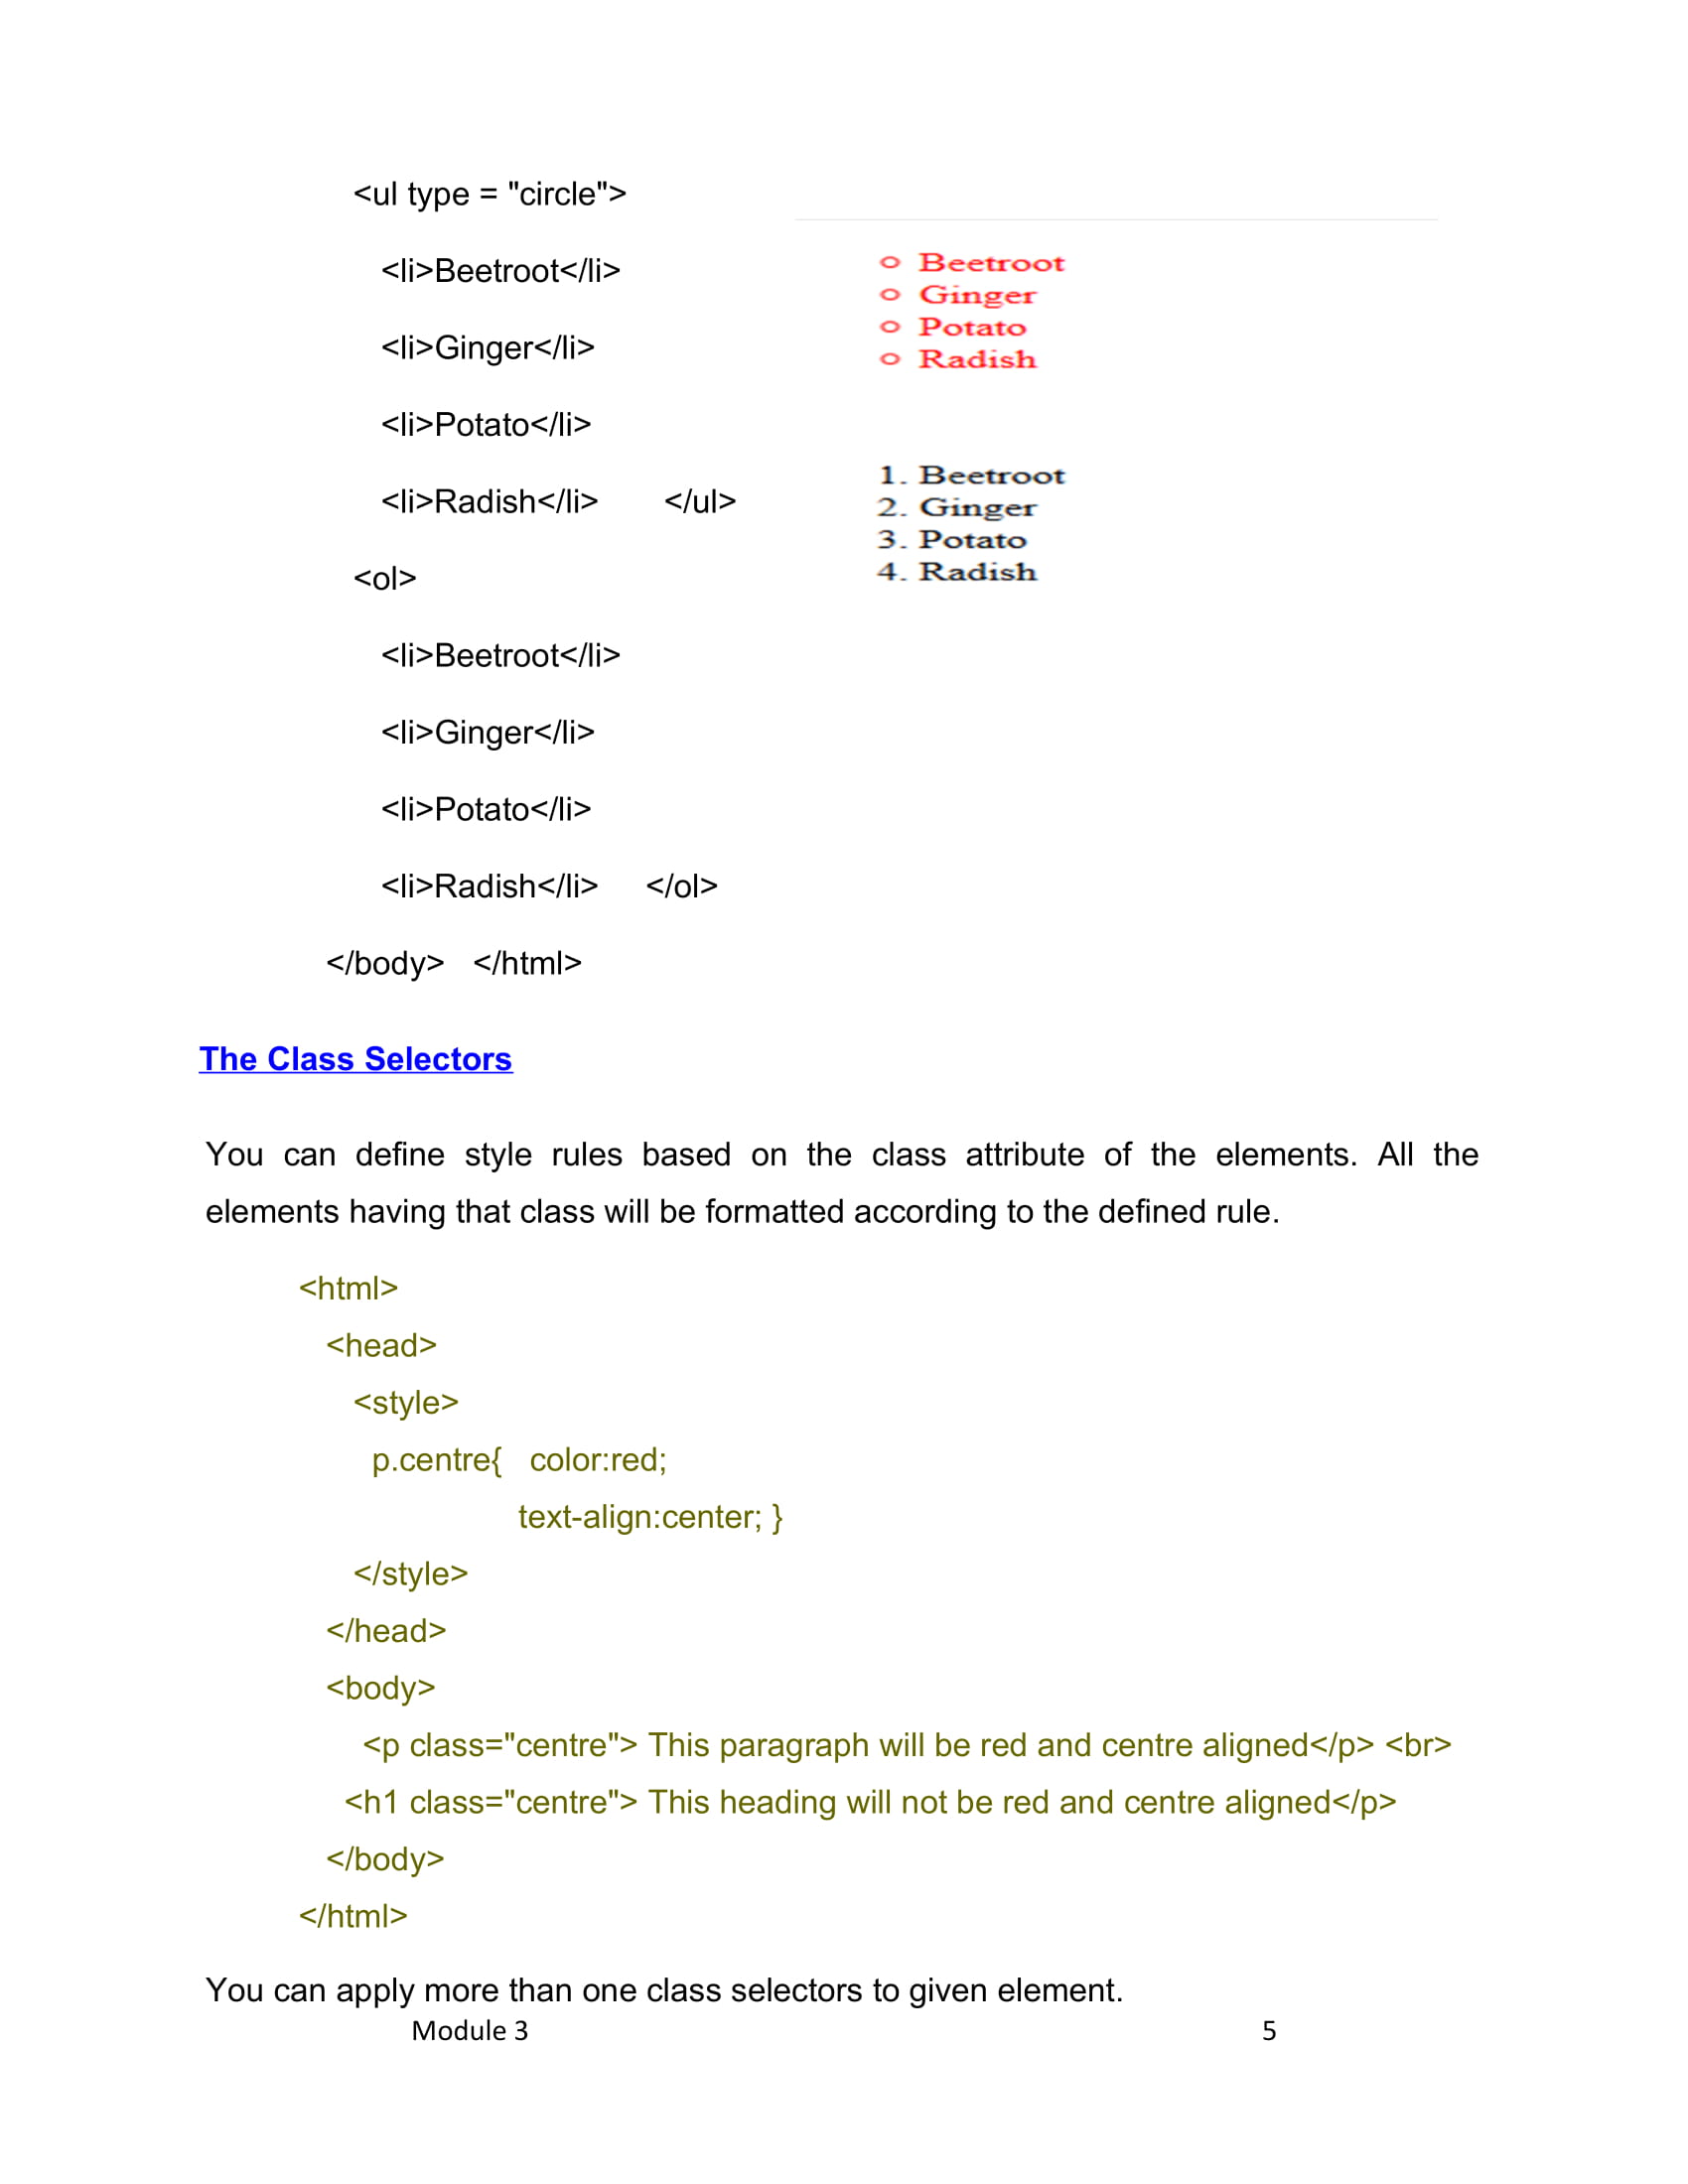 <ul type = "circle">
<li>Beetroot</li>
<li>Ginger</li>
<li>Potato</li>
<li>Radish</li> </ul>
<ol>
<li>Beetroot</li>
<li>Ginger</li>
<li>Potato</li>
<li>Radish</li> </ol>
</body> </html>
Beetroot
Ginger
Potato
Radish
1. Beetroot
2. Ginger
3. Potato
4. Radish
The Class Selectors
You can define style rules based on the class attribute of the elements. All the
elements having that class will be formatted according to the defined rule.
<html>
<head>
<style>
p.centre{ color:red;
text-align:center; }
</style>
</head>
<body>
<p class="centre"> This paragraph will be red and centre aligned</p> <br>
<h1 class="centre"> This heading will not be red and centre aligned</p>
</body>
</html>
You can apply more than one class selectors to given element.
Module 3 5